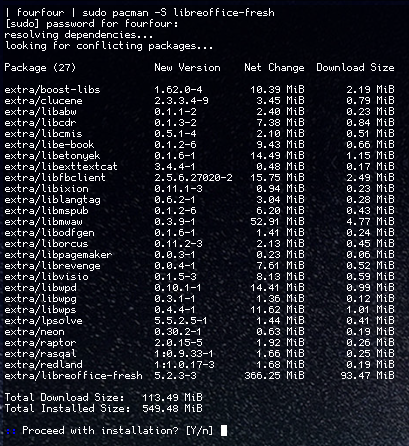 | fourfour | sudo pacman -S libreoffice-fresh
[sudo] password for fourfour:
resolving dependencies...
looking for conflicting packages...
Package (27) New Version Net Change Download Size
extra/boost-libs 1.62.0-4 10.39 MiB 2.19 MiB
extra/clucene 2.3.3.4-9 3.45 MiB 0.79 MiB
extra/libabw 0.1.1-2 2.40 MiB 0.23 MiB
extra/libcdr 0.1.3-2 7.38 MiB 0.84 MiB
extra/libcmis 0.5.1-4 2.10 MiB 0.51 MiB
extra/libe-book 0.1.2-6 9.43 MiB 0.66 MiB
extra/libetonyek 0.1.6-1 14.49 MiB 1.15 MiB
extra/libexttextcat 3.4.4-1 0.48 MiB 0.17 MiB
extra/libfbclient 2.5.6.27020-2 15.75 MiB 2.49 MiB
extra/libixion 0.11.1-3 0.94 MiB 0.23 MiB
extra/liblangtag 0.6.2-1 3.04 MiB 0.28 MiB
extra/libmspub 0.1.2-6 6.20 MiB 0.43 MiB
extra/libmwaw 0.3.9-1 52.91 MiB 4.77 MiB
extra/libodfgen 0.1.6-1 1.41 MiB 0.24 MiB
extra/liborcus 0.11.2-3 2.13 MiB 0.45 MiB
extra/libpagemaker 0.0.3-1 0.23 MiB 0.06 MiB
extra/librevenge 0.0.4-1 7.61 MiB 0.52 MiB
extra/libvisio 0.1.5-3 8.13 MiB 0.59 MiB
extra/libwpd 0.10.1-1 14.41 MiB 0.99 MiB
extra/libwpg 0.3.1-1 1.36 MiB 0.12 MiB
extra/libwps 0.4.4-1 11.62 MiB 1.01 MiB
extra/lpsolve 5.5.2.5-1 1.44 MiB 0.41 MiB
extra/neon 0.30.2-1 0.63 MiB 0.19 MiB
extra/raptor 2.0.15-5 1.92 MiB 0.26 MiB
extra/rasqal 1:0.9.33-1 1.66 MiB 0.25 MiB
extra/redland 1:1.0.17-3 1.68 MiB 0.19 MiB
extra/libreoffice-fresh 5.2.3-3 366.25 MiB 93.47 MiB
Total Download Size: 113.49 MiB
Total Installed Size: 549.48 MiB
:: Proceed with installation? [Y/n]